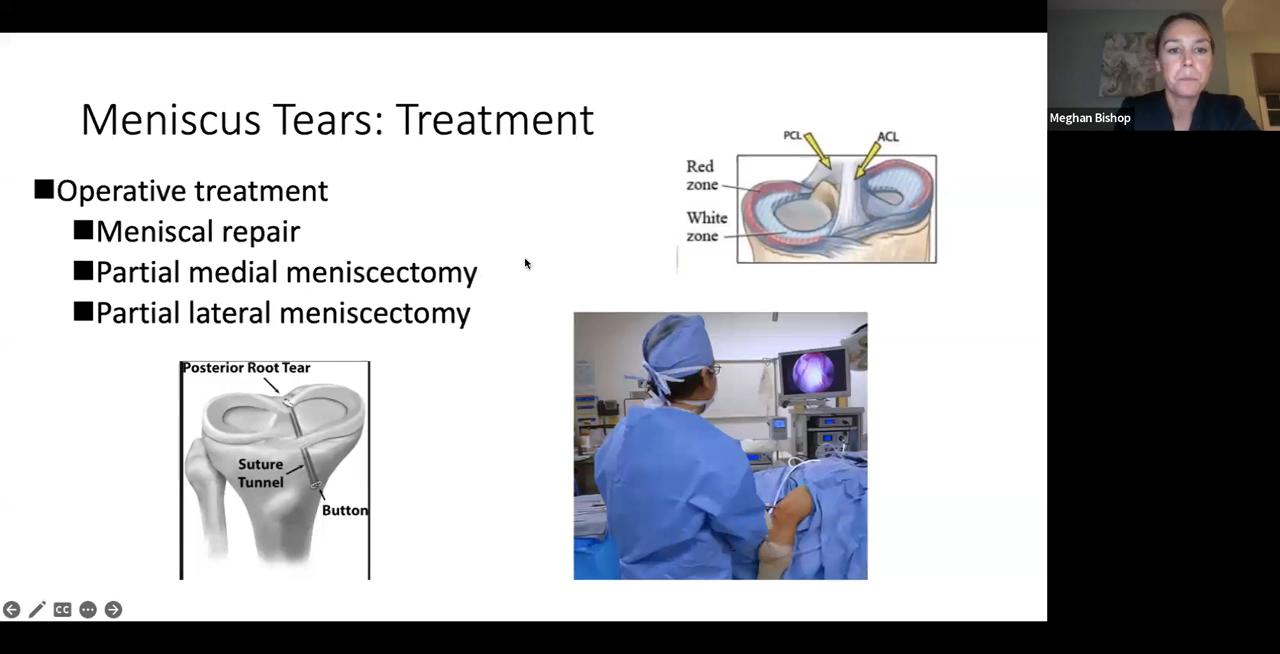 Meniscus Tears: Treatment
Operative treatment
Meniscal repair
Partial medial meniscectomy
Partial lateral meniscectomy
PCL
ACL
Red
zone
White
zone
Posterior Root Tear
Suture
Tunnel
Button
Meghan Bishop
CC